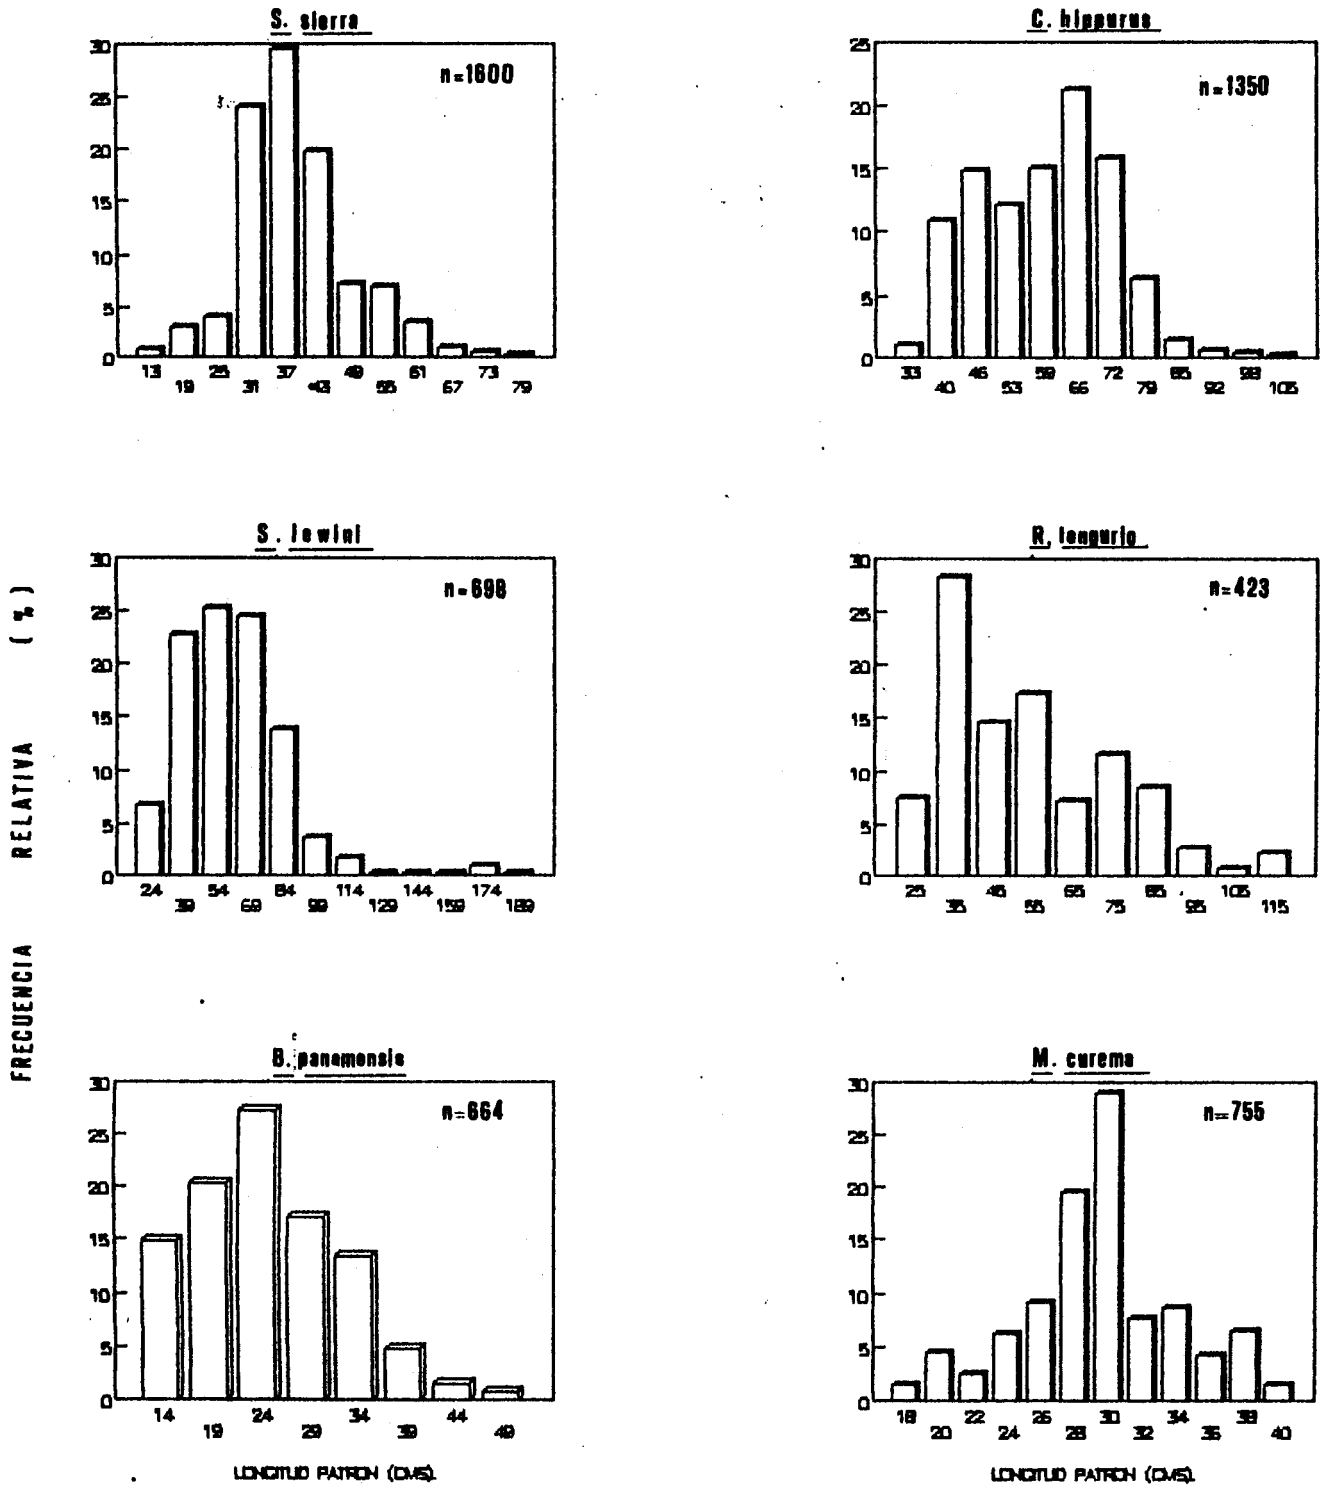 S. sierra
n=1600
30
25
20
15
10
5
0
13 25 37 49 61 73
19 31 43 55 67 79
C. hippurus
n=1350
25
20
15
10
5
0
33 46 59 72 85 98
40 53 66 79 92 105
S. lewini
n=698
30
25
20
15
10
5
0
24 54 84 114 144 174
39 69 99 129 159 189
R. longurio
n=423
30
25
20
15
10
5
0
25 45 65 85 105
35 55 75 95 115
FRECUENCIA RELATIVA (%)
B. panamensis
n=664
30
25
20
15
10
5
0
14 24 34 44
19 29 39 49
LONGITUD PATRON (CMS).
M. curema
n=755
30
25
20
15
10
5
0
18 22 26 30 34 38
20 24 28 32 36 40
LONGITUD PATRON (CMS).